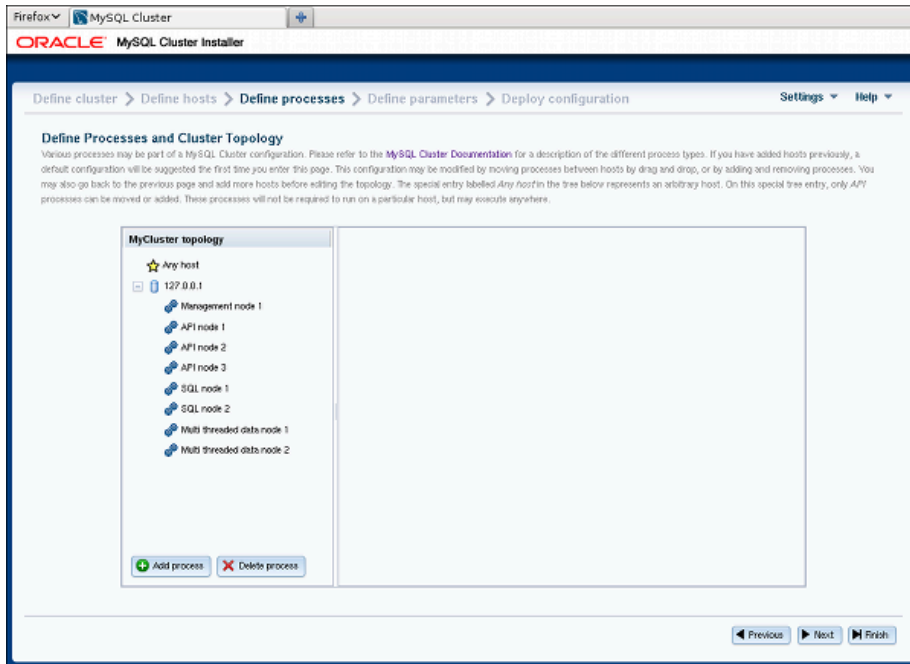 Firefox
MySQL Cluster
ORACLE MySQL Cluster Installer
Define cluster Define hosts Define processes Define parameters Deploy configuration Settings Help
Define Processes and Cluster Topology
Various processes may be part of a MySQL Cluster configuration. Please refer to the MySQL Cluster Documentation for a description of the different process types. If you have added hosts previously, a
default configuration will be suggested the first time you enter this page. This configuration may be modified by moving processes between hosts by drag and drop, or by adding and removing processes. You
may also go back to the previous page and add more hosts before editing the topology. The special entry labelled Any host in the tree below represents an arbitrary host. On this special tree entry, only API
processes can be moved or added. These processes will not be required to run on a particular host, but may execute anywhere.
MyCluster topology
Any host
127.0.0.1
Management node 1
API node 1
API node 2
API node 3
SQL node 1
SQL node 2
Multi threaded data node 1
Multi threaded data node 2
Add process Delete process
Previous Next Finish